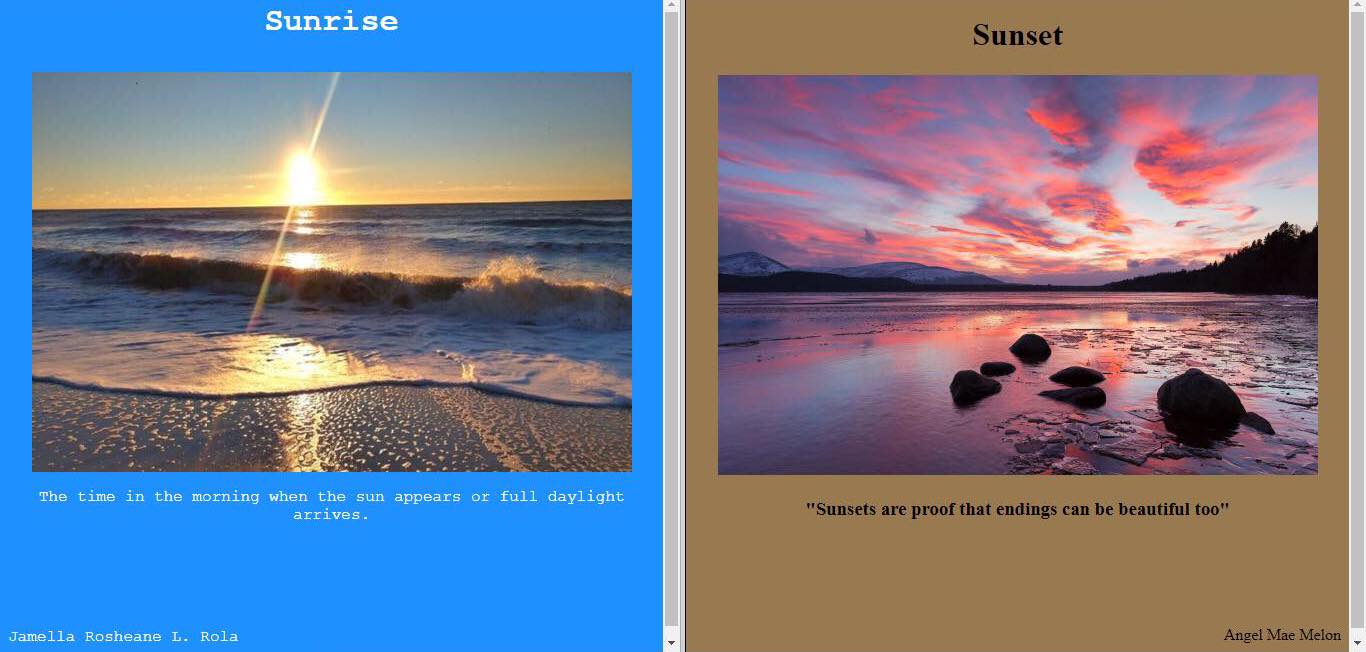 Sunrise
The time in the morning when the sun appears or full daylight
arrives.
Jamella Rosheane L. Rola
Sunset
"Sunsets are proof that endings can be beautiful too"
Angel Mae Melon